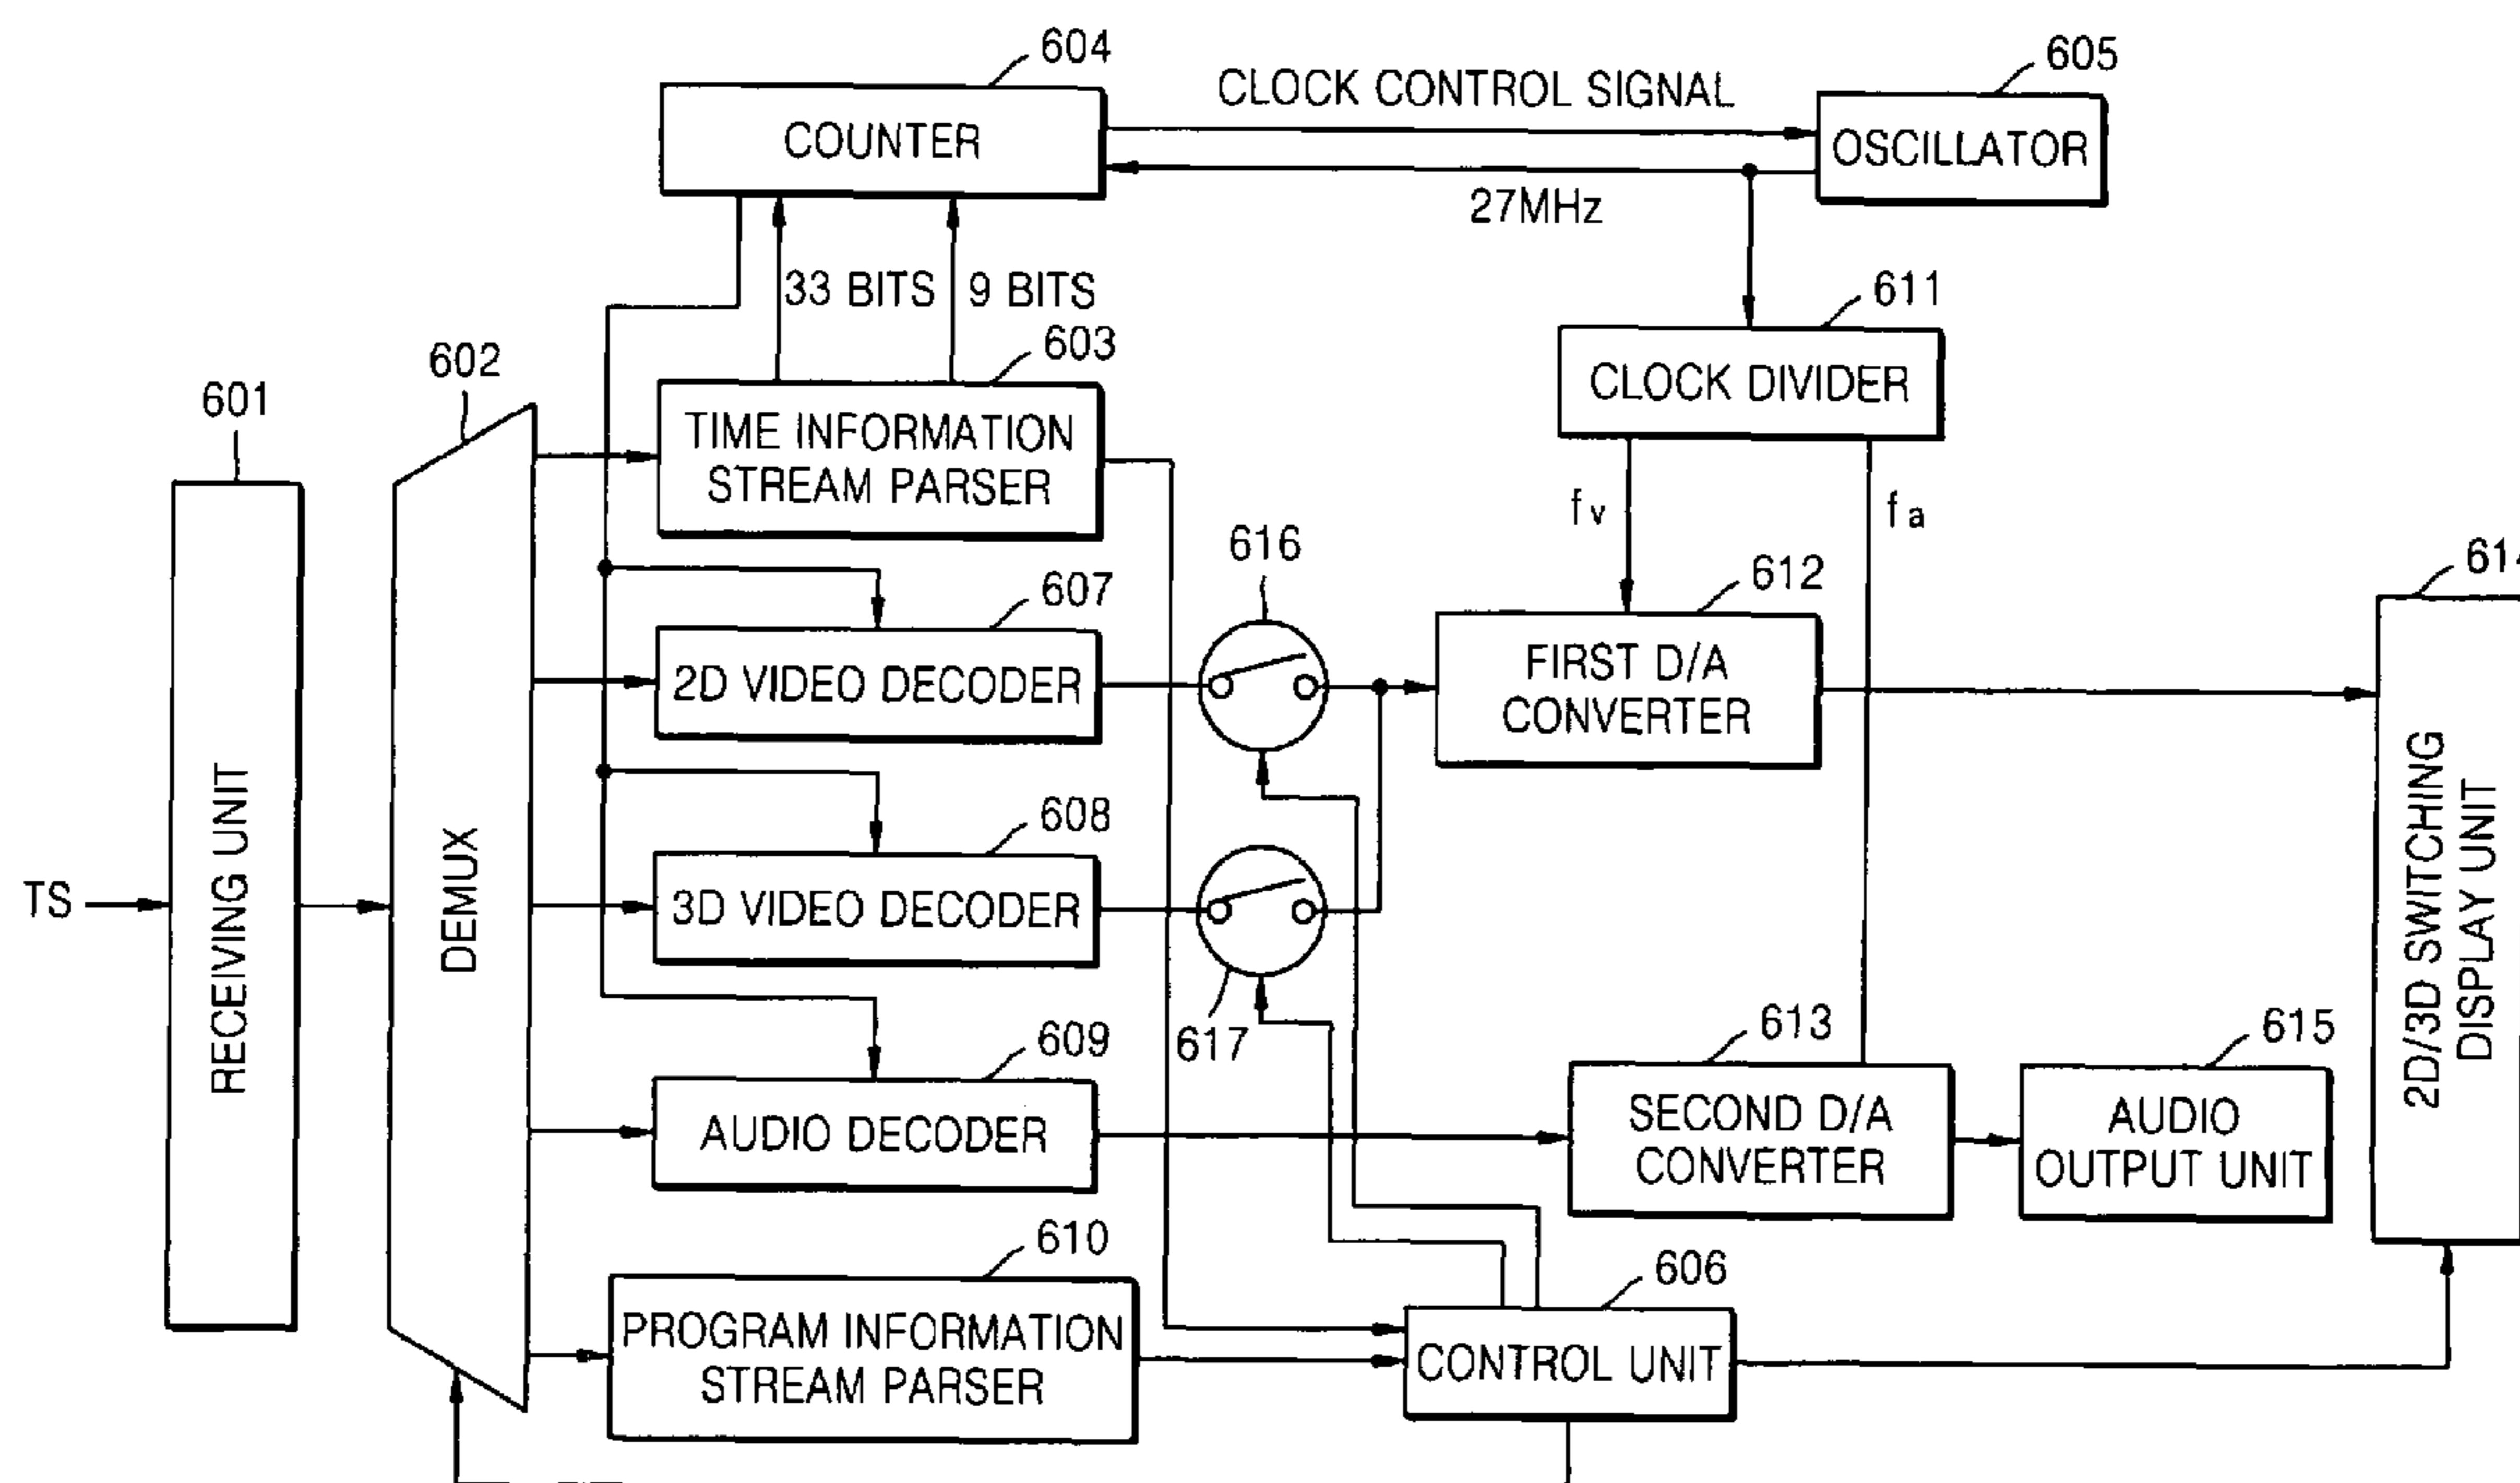 604
605
CLOCK CONTROL SIGNAL
COUNTER
OSCILLATOR
27MHz
33 BITS
9 BITS
611
603
602
CLOCK DIVIDER
601
TIME INFORMATION
STREAM PARSER
fv
fa
616
614
607
612
2D VIDEO DECODER
FIRST D/A
CONVERTER
608
RECEIVING UNIT
DEMUX
2D/3D SWITCHING
DISPLAY UNIT
TS
3D VIDEO DECODER
617
609
613
615
AUDIO DECODER
SECOND D/A
CONVERTER
AUDIO
OUTPUT UNIT
610
606
PROGRAM INFORMATION
STREAM PARSER
CONTROL UNIT